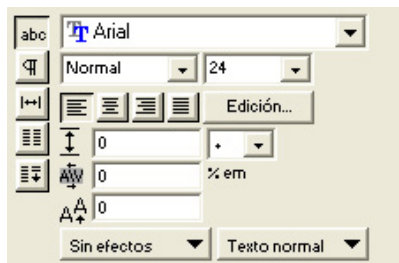 abc Arial
Normal 24
Edición...
0
0 % em
0
Sin efectos Texto normal